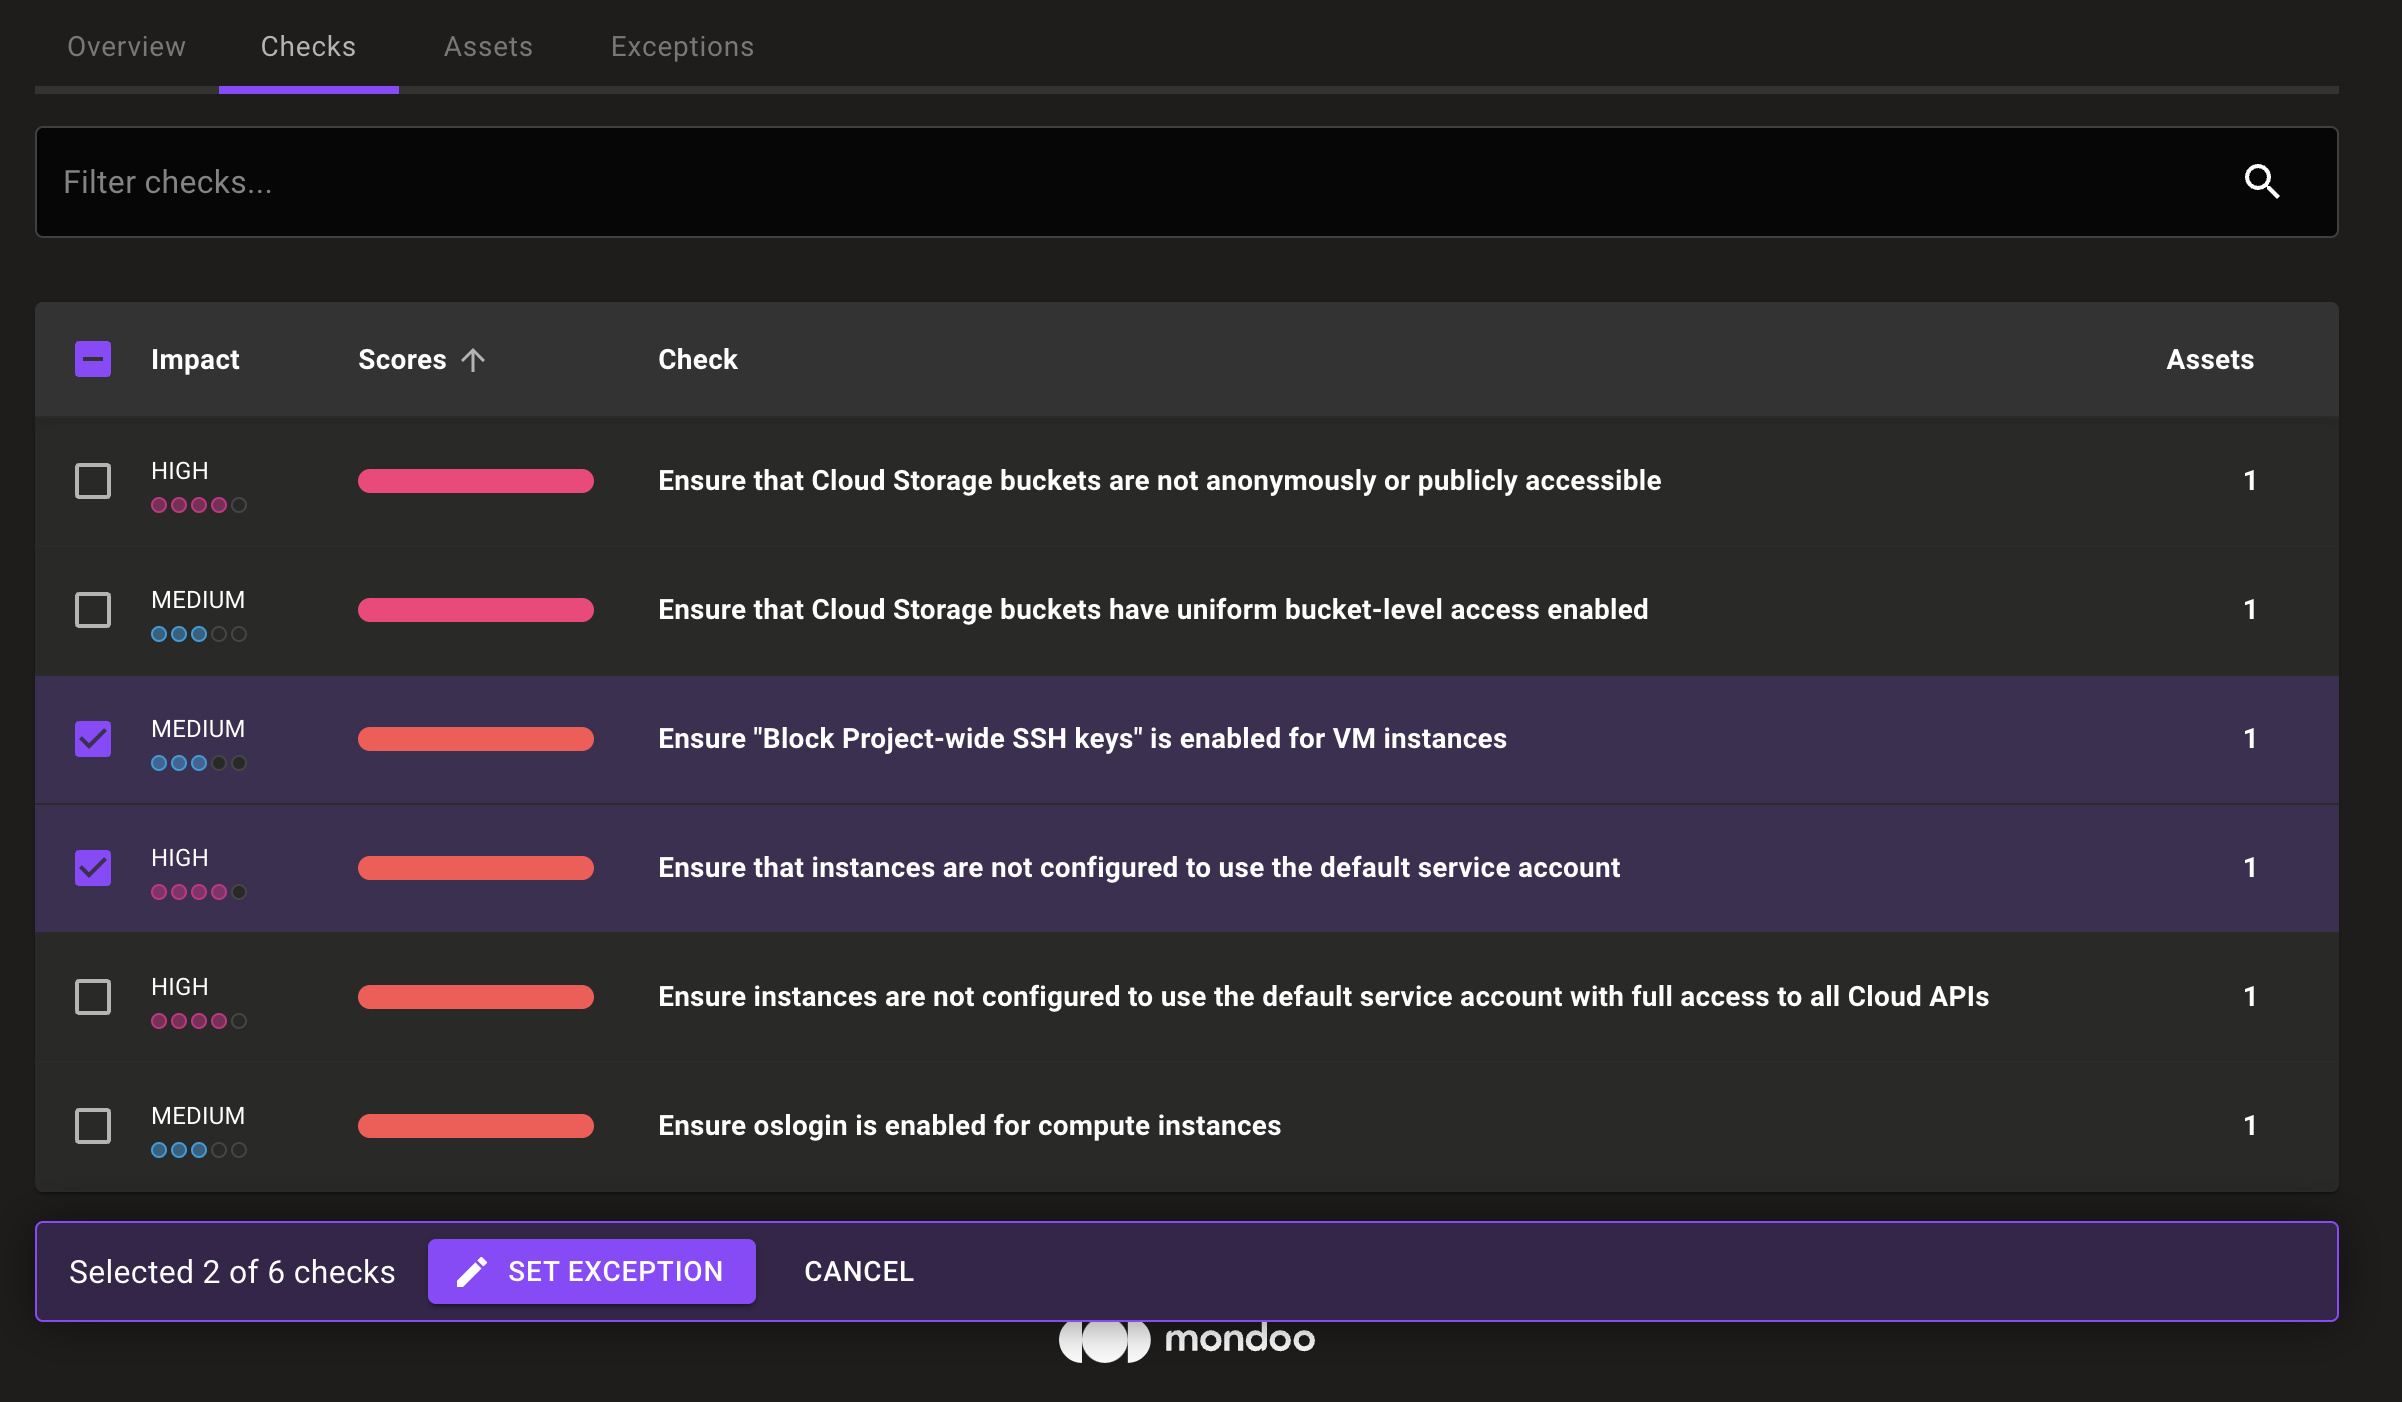 Overview Checks Assets Exceptions
Filter checks...
Impact Scores Check Assets
HIGH
Ensure that Cloud Storage buckets are not anonymously or publicly accessible 1
MEDIUM
Ensure that Cloud Storage buckets have uniform bucket-level access enabled 1
MEDIUM
Ensure "Block Project-wide SSH keys" is enabled for VM instances 1
HIGH
Ensure that instances are not configured to use the default service account 1
HIGH
Ensure instances are not configured to use the default service account with full access to all Cloud APIs 1
MEDIUM
Ensure oslogin is enabled for compute instances 1
Selected 2 of 6 checks SET EXCEPTION CANCEL
mondoo